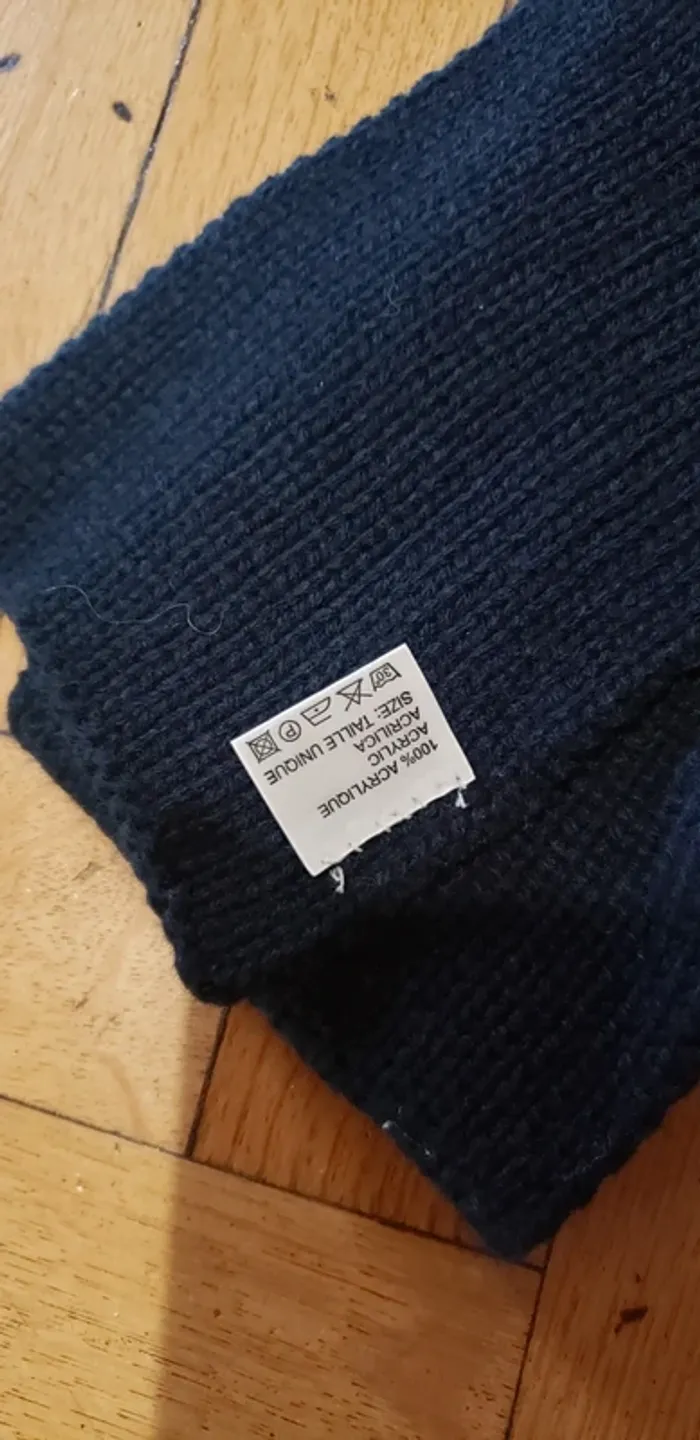 100% ACRYLIQUE
ACRYLIC
ACRILICA
SIZE: TAILLE UNIQUE
30° P